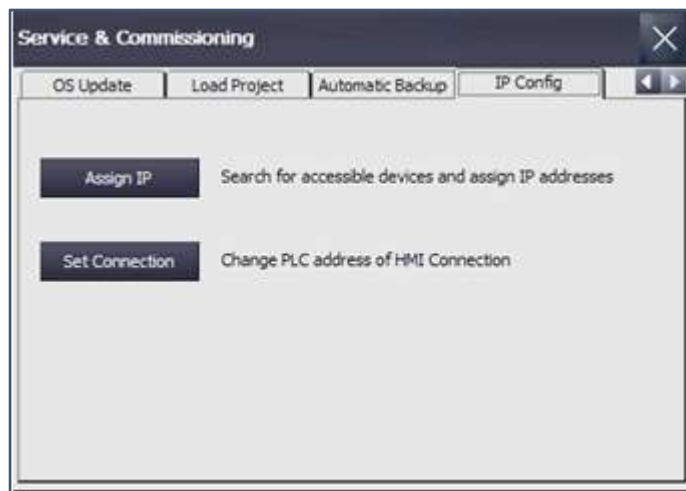 Service & Commissioning
OS Update Load Project Automatic Backup IP Config
Assign IP Search for accessible devices and assign IP addresses
Set Connection Change PLC address of HMI Connection